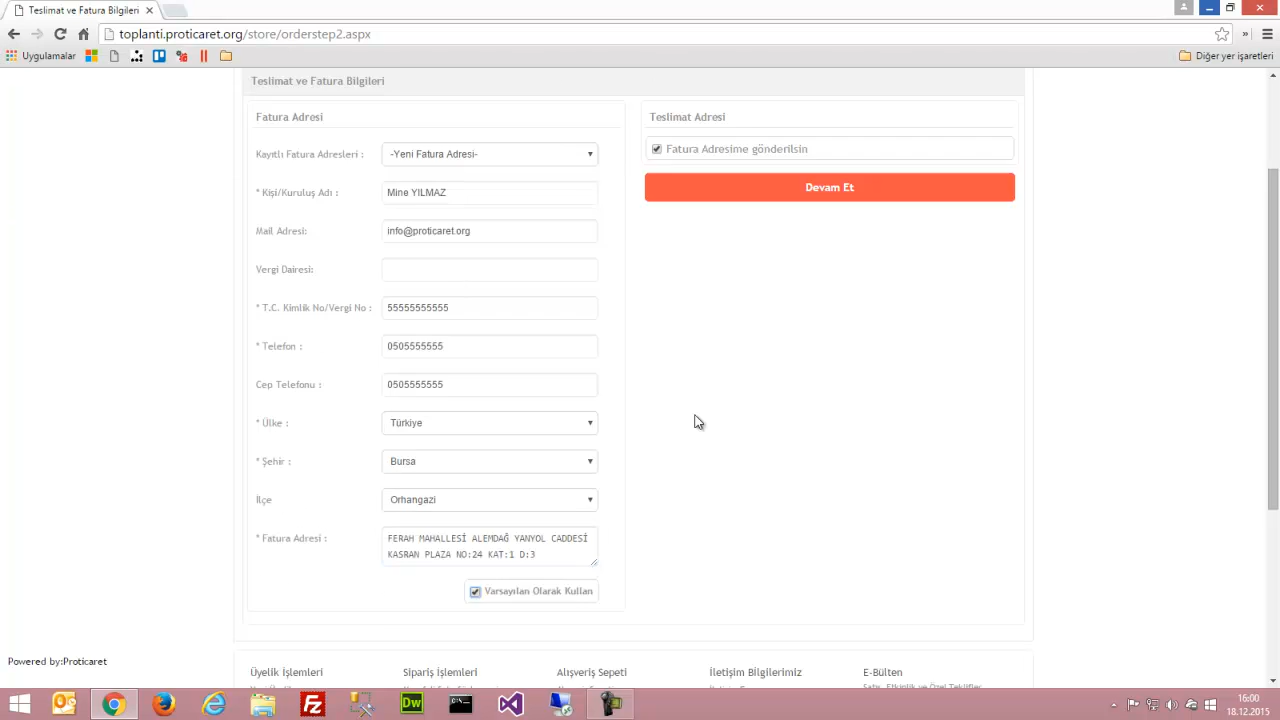 Teslimat ve Fatura Bilgileri
toplanti.proticaret.org/store/orderstep2.aspx
Uygulamalar
Diğer yer işaretleri
Teslimat ve Fatura Bilgileri
Fatura Adresi
Kayıtlı Fatura Adresleri :
-Yeni Fatura Adresi-
* Kişi/Kuruluş Adı :
Mine YILMAZ
Mail Adresi:
info@proticaret.org
Vergi Dairesi:
* T.C. Kimlik No/Vergi No :
55555555555
* Telefon :
0505555555
Cep Telefonu :
0505555555
* Ülke :
Türkiye
* Şehir :
Bursa
İlçe
Orhangazi
* Fatura Adresi :
FERAH MAHALLESİ ALEMDAĞ YANYOL CADDESİ
KASRAN PLAZA NO:24 KAT:1 D:3
Varsayılan Olarak Kullan
Teslimat Adresi
Fatura Adresime gönderilsin
Devam Et
Powered by:Proticaret
Üyelik İşlemleri
Sipariş İşlemleri
Alışveriş Sepeti
İletişim Bilgilerimiz
E-Bülten
16:00
18.12.2015